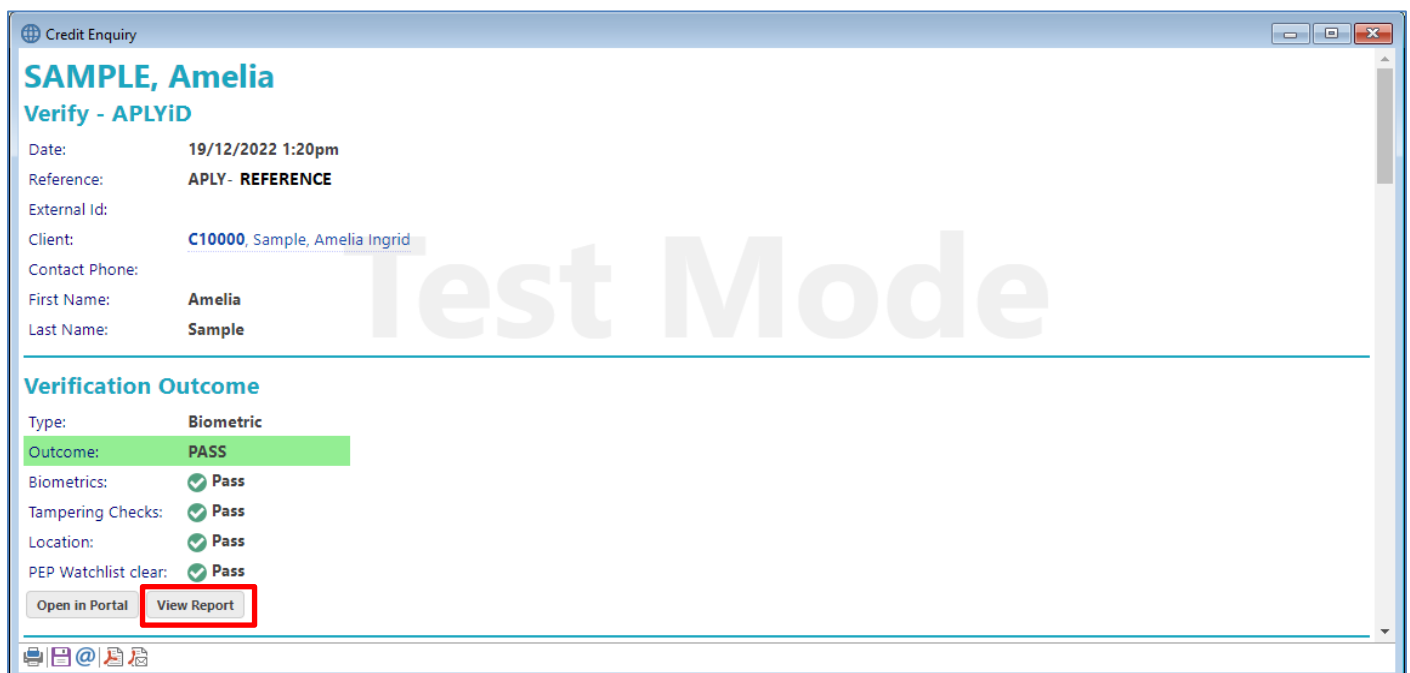 Credit Enquiry
SAMPLE, Amelia
Verify - APLYiD
Date: 19/12/2022 1:20pm
Reference: APLY- REFERENCE
External Id:
Client: C10000, Sample, Amelia Ingrid
Contact Phone:
First Name: Amelia
Last Name: Sample
Test Mode
Verification Outcome
Type: Biometric
Outcome: PASS
Biometrics: Pass
Tampering Checks: Pass
Location: Pass
PEP Watchlist clear: Pass
Open in Portal View Report